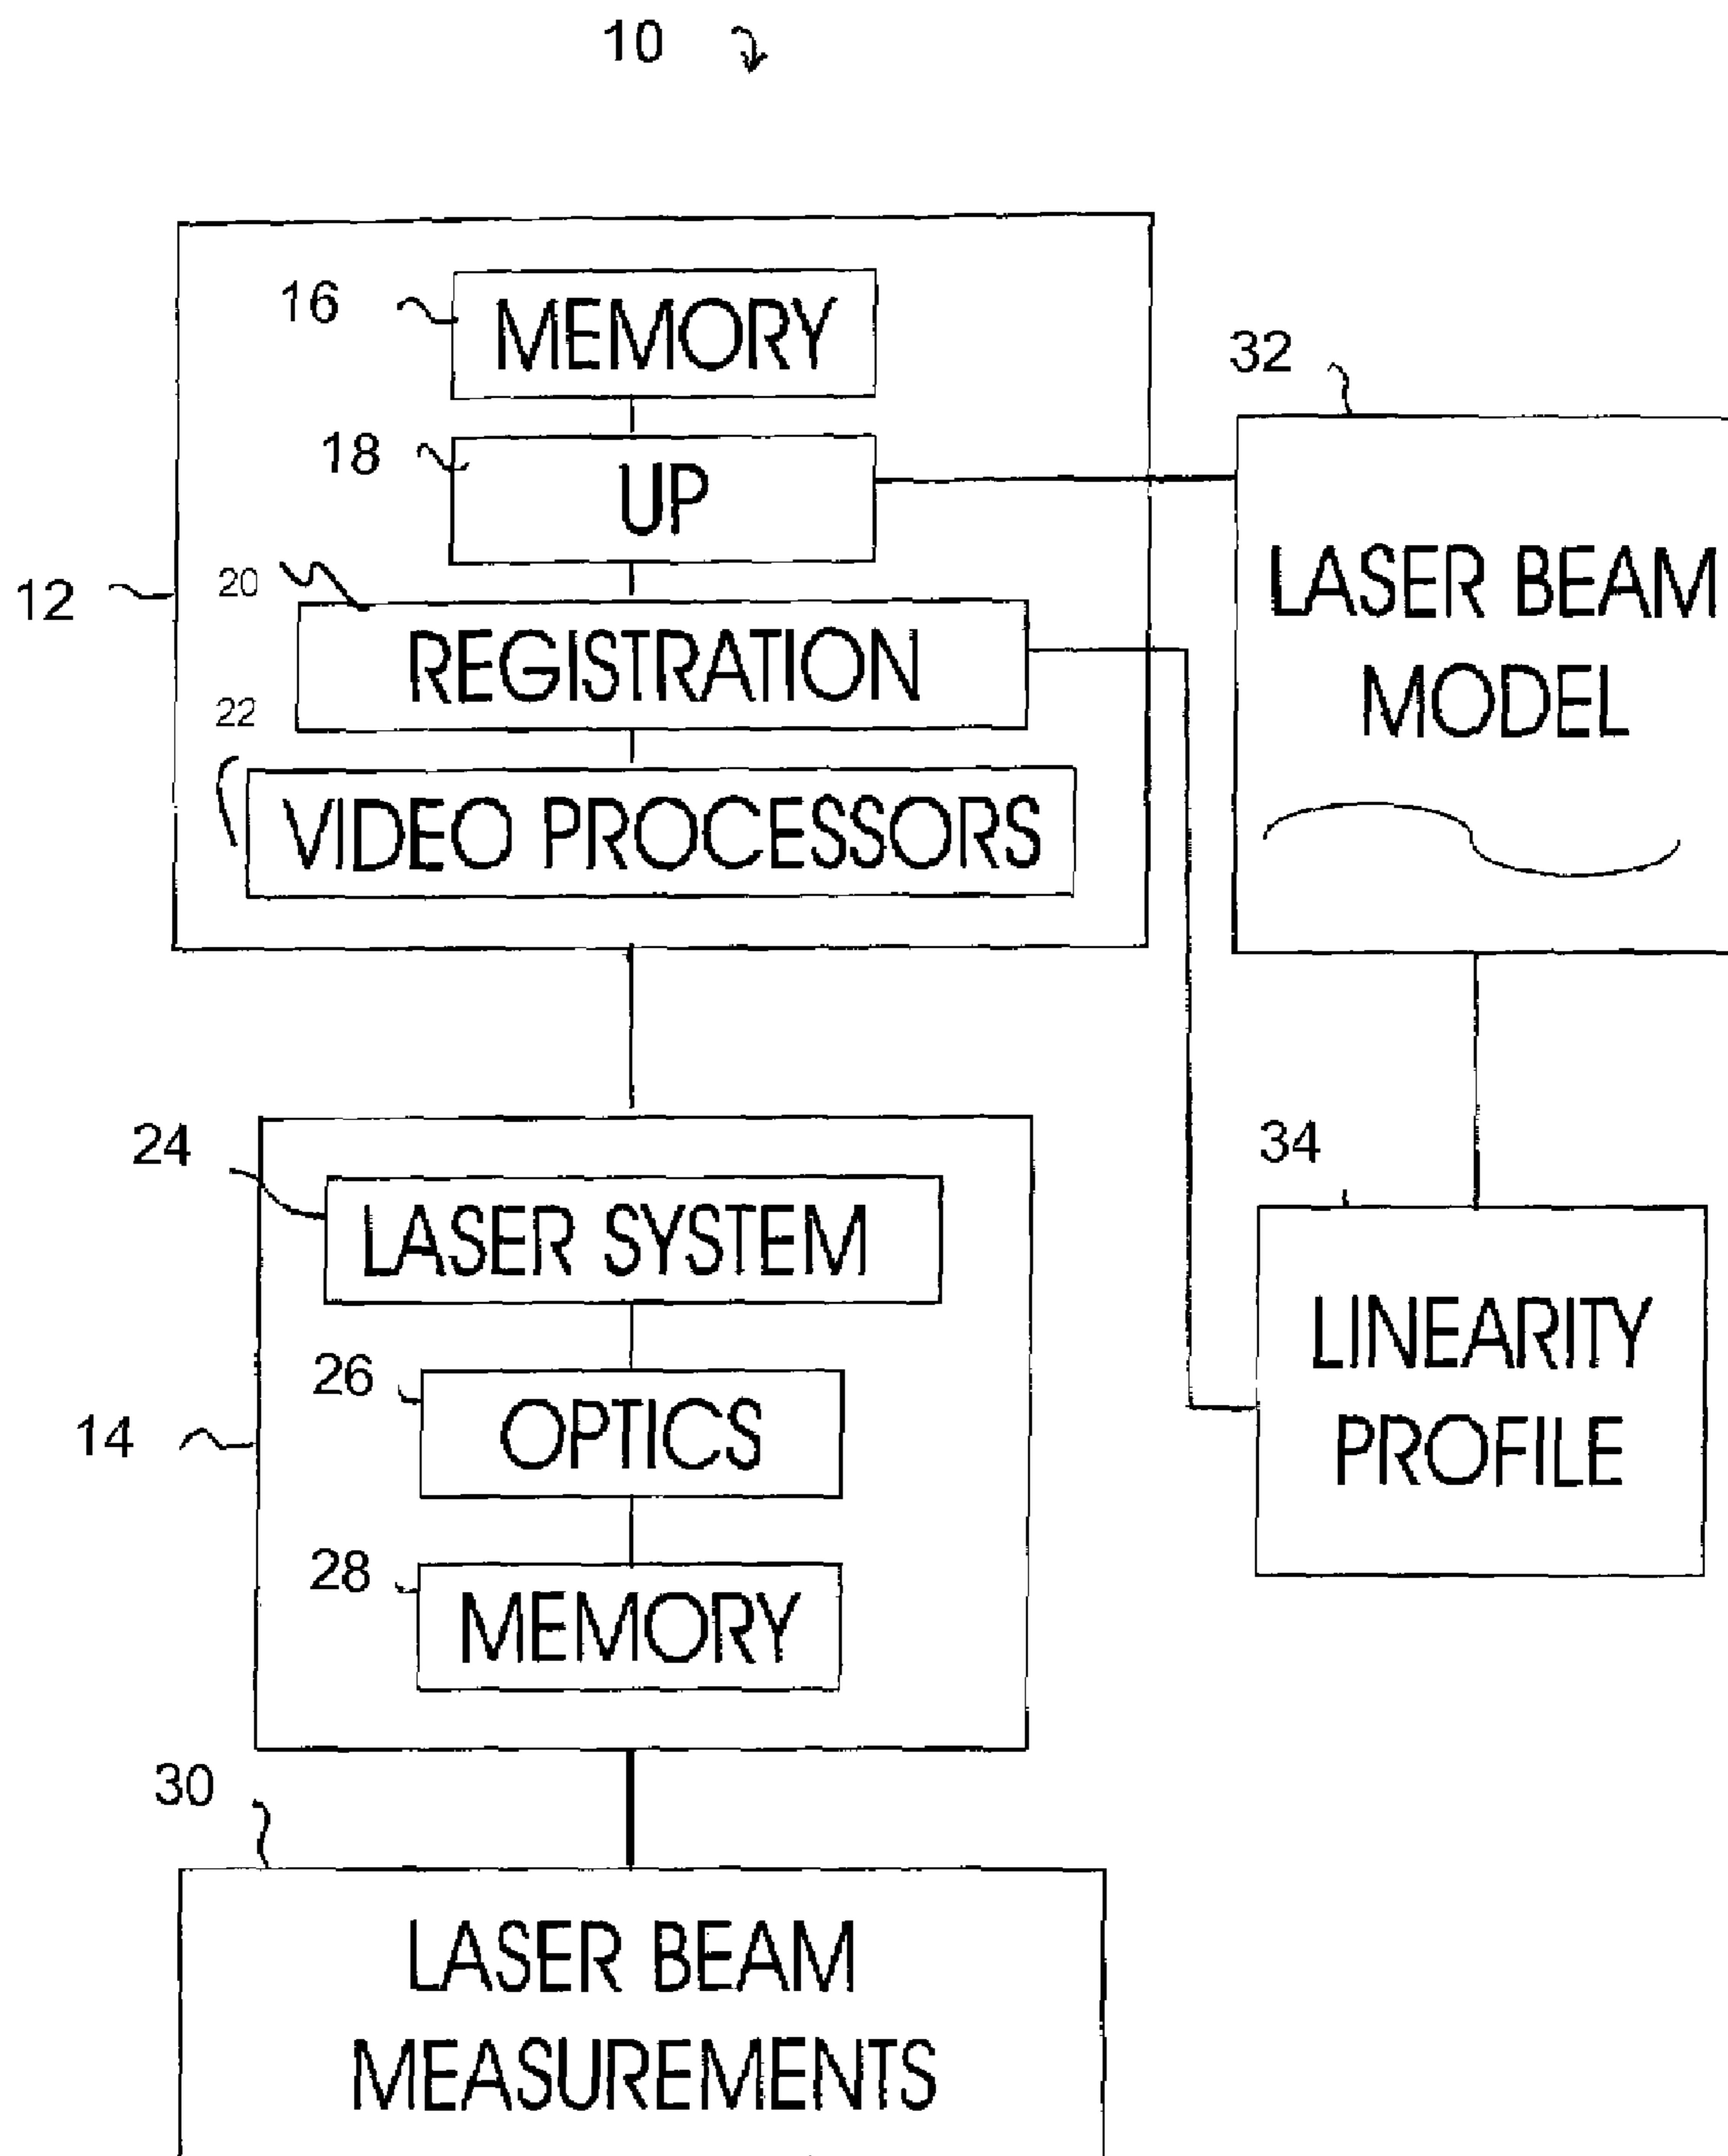 10
16
MEMORY
32
18
UP
12
20
LASER BEAM
MODEL
REGISTRATION
22
VIDEO PROCESSORS
24
LASER SYSTEM
34
26
OPTICS
14
LINEARITY
PROFILE
28
MEMORY
30
LASER BEAM
MEASUREMENTS